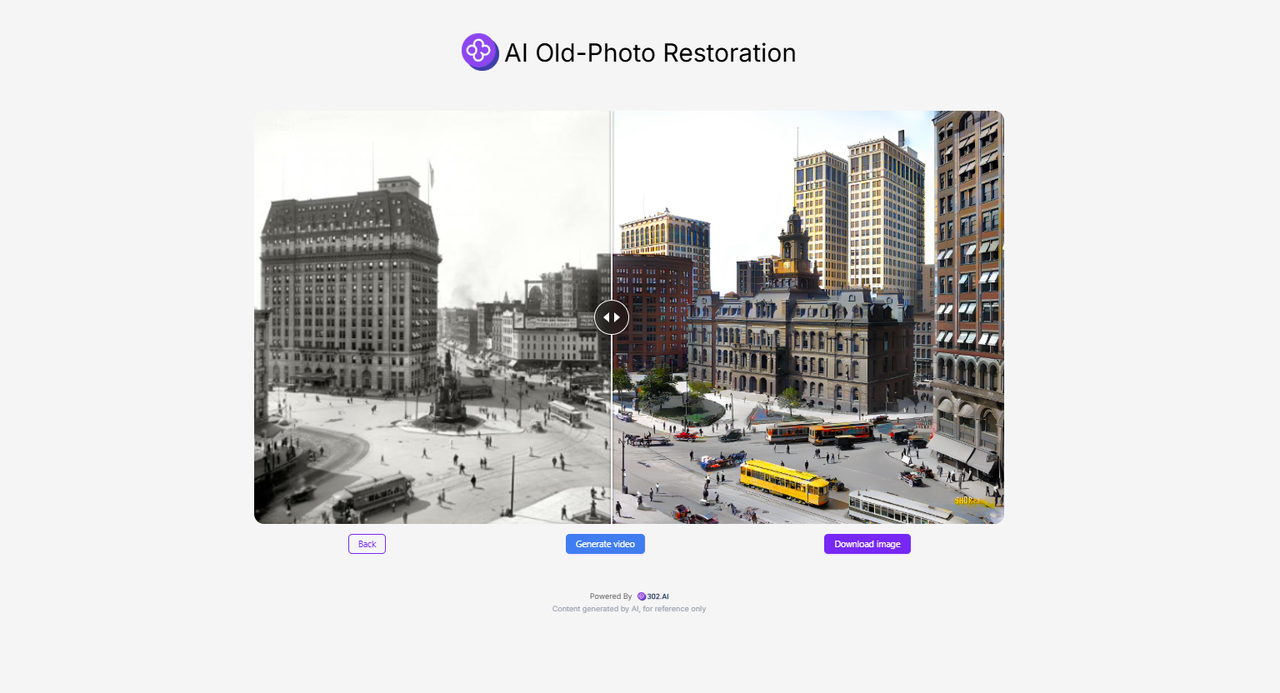 AI Old-Photo Restoration
Back
Generate video
Download image
Powered By 302.AI
Content generated by AI, for reference only